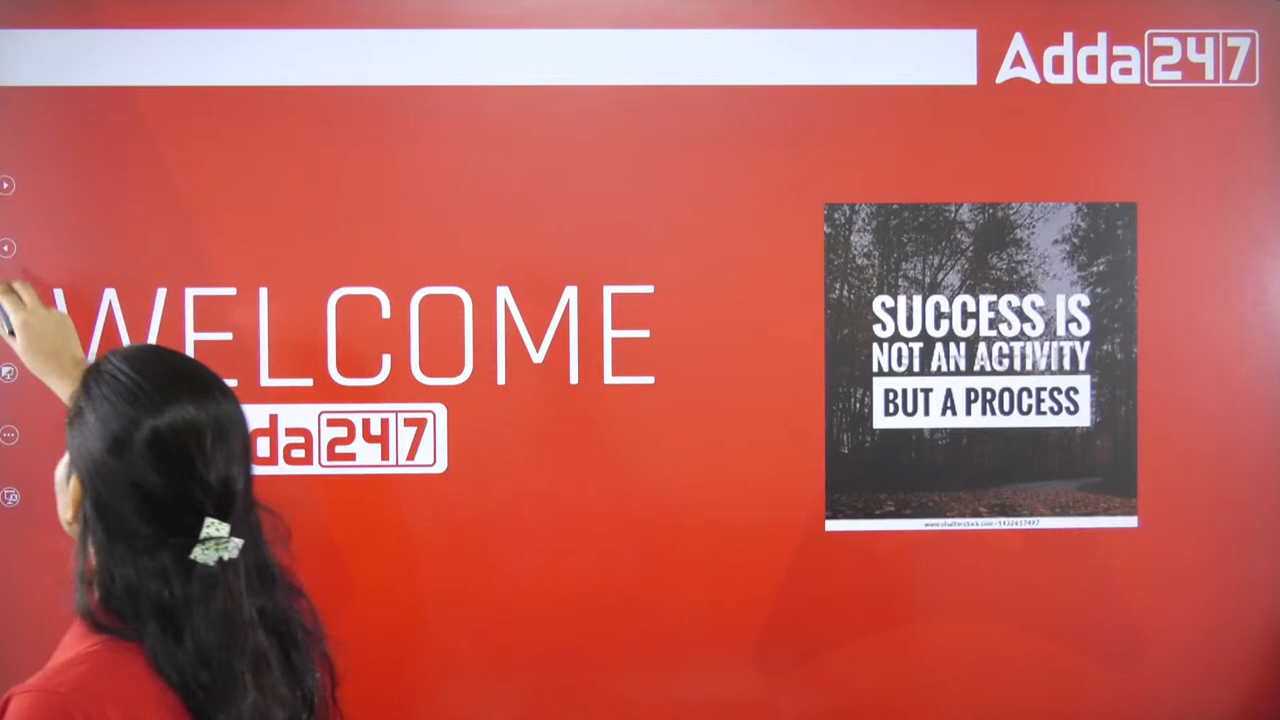 Adda247
WELCOME
da247
SUCCESS IS
NOT AN ACTIVITY
BUT A PROCESS